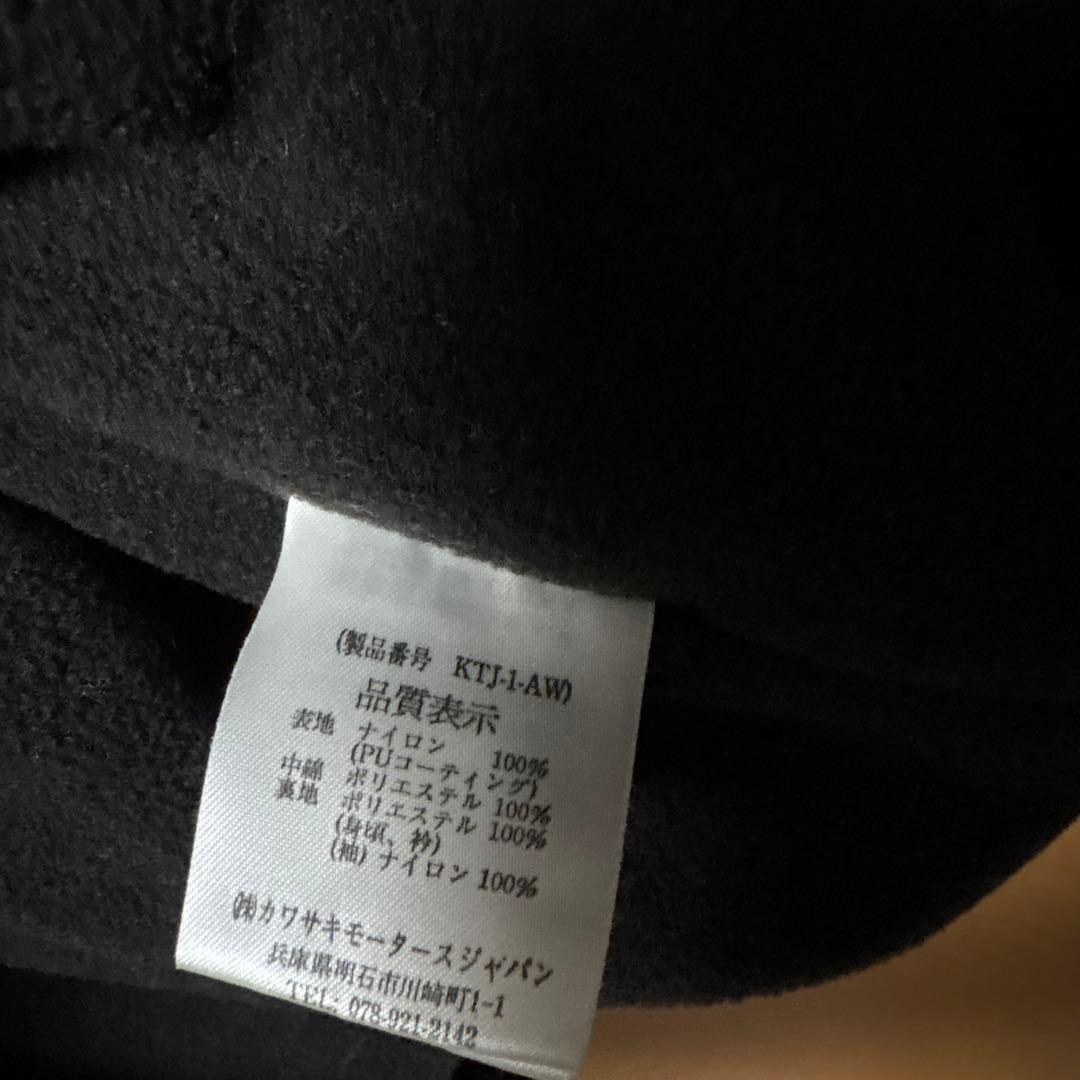 (製品番号 KTJ-1-AW)
品質表示
表地 ナイロン 100%
(PUコーティング)
中綿 ポリエステル 100%
裏地 ポリエステル 100%
(身頃、衿)
(袖) ナイロン 100%
㈱カワサキモータースジャパン
兵庫県明石市川崎町1-1
TEL: 078-921-2142